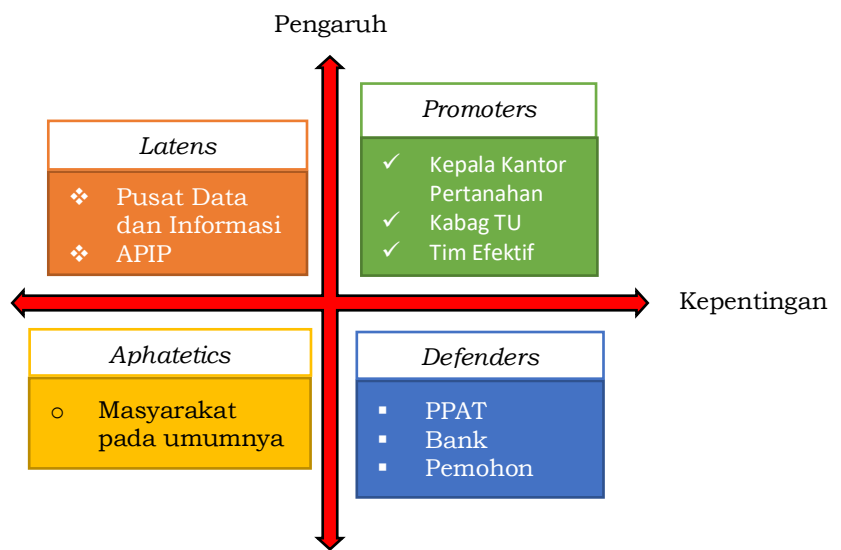 Pengaruh
Promoters
Kepala Kantor
Pertanahan
Kabag TU
Tim Efektif
Latens
Pusat Data
dan Informasi
APIP
Kepentingan
Aphatetics
Masyarakat
pada umumnya
Defenders
PPAT
Bank
Pemohon